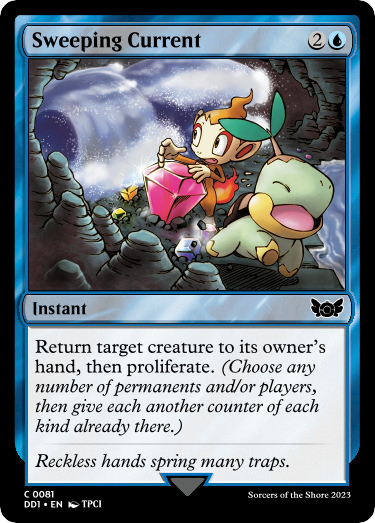 Sweeping Current 2
Instant
Return target creature to its owner's
hand, then proliferate. (Choose any
number of permanents and/or players,
then give each another counter of each
kind already there.)
Reckless hands spring many traps.
C 0081
DD1 • EN TPCI
Sorcers of the Shore 2023